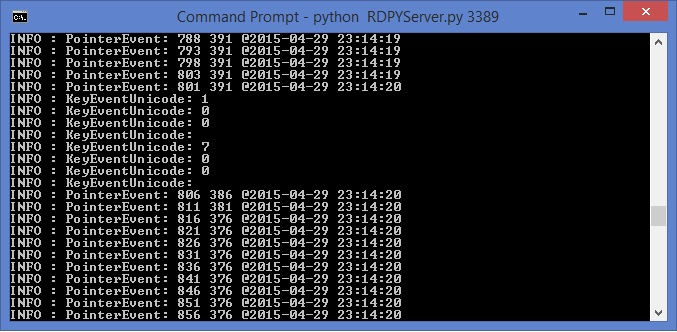 Command Prompt - python  RDPYServer.py 3389
INFO : PointerEvent: 788 391 @2015-04-29 23:14:19
INFO : PointerEvent: 793 391 @2015-04-29 23:14:19
INFO : PointerEvent: 798 391 @2015-04-29 23:14:19
INFO : PointerEvent: 803 391 @2015-04-29 23:14:19
INFO : PointerEvent: 801 391 @2015-04-29 23:14:20
INFO : KeyEventUnicode: 1
INFO : KeyEventUnicode: 0
INFO : KeyEventUnicode: 0
INFO : KeyEventUnicode:
INFO : KeyEventUnicode: 7
INFO : KeyEventUnicode: 0
INFO : KeyEventUnicode: 0
INFO : KeyEventUnicode:
INFO : PointerEvent: 806 386 @2015-04-29 23:14:20
INFO : PointerEvent: 811 381 @2015-04-29 23:14:20
INFO : PointerEvent: 816 376 @2015-04-29 23:14:20
INFO : PointerEvent: 821 376 @2015-04-29 23:14:20
INFO : PointerEvent: 826 376 @2015-04-29 23:14:20
INFO : PointerEvent: 831 376 @2015-04-29 23:14:20
INFO : PointerEvent: 836 376 @2015-04-29 23:14:20
INFO : PointerEvent: 841 376 @2015-04-29 23:14:20
INFO : PointerEvent: 846 376 @2015-04-29 23:14:20
INFO : PointerEvent: 851 376 @2015-04-29 23:14:20
INFO : PointerEvent: 856 376 @2015-04-29 23:14:20